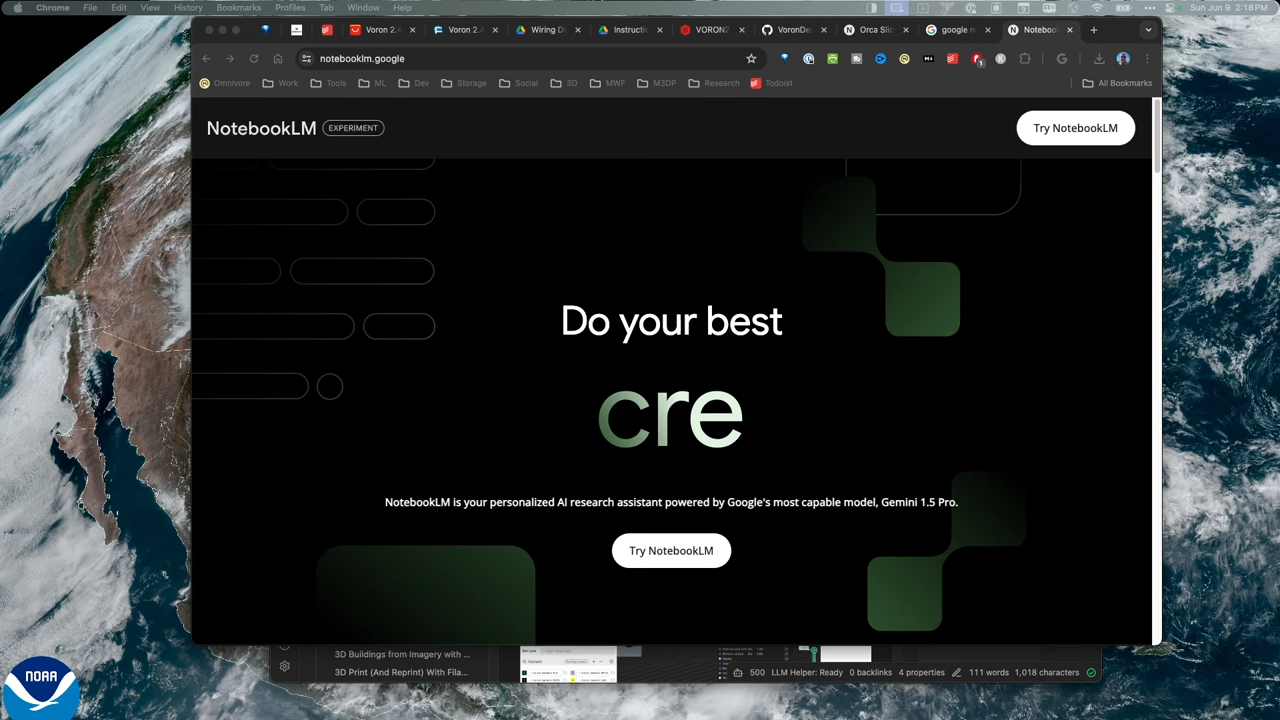 Chrome File Edit View History Bookmarks Profiles Tab Window Help Sun Jun 9 2:18 PM
Voron 2.4 Voron 2.4 Wiring Di Instructi VORON2 VoronDe Orca Slic google n Notebook
notebooklm.google
Omnivore Work Tools ML Dev Storage Social 3D MWF M3DP Research Todoist All Bookmarks
NotebookLM EXPERIMENT Try NotebookLM
Do your best
cre
NotebookLM is your personalized AI research assistant powered by Google's most capable model, Gemini 1.5 Pro.
Try NotebookLM
3D Buildings from Imagery with ...
3D Print (And Reprint) With Fila...
500 LLM Helper: Ready 0 backlinks 4 properties 1,018 characters
NOAA